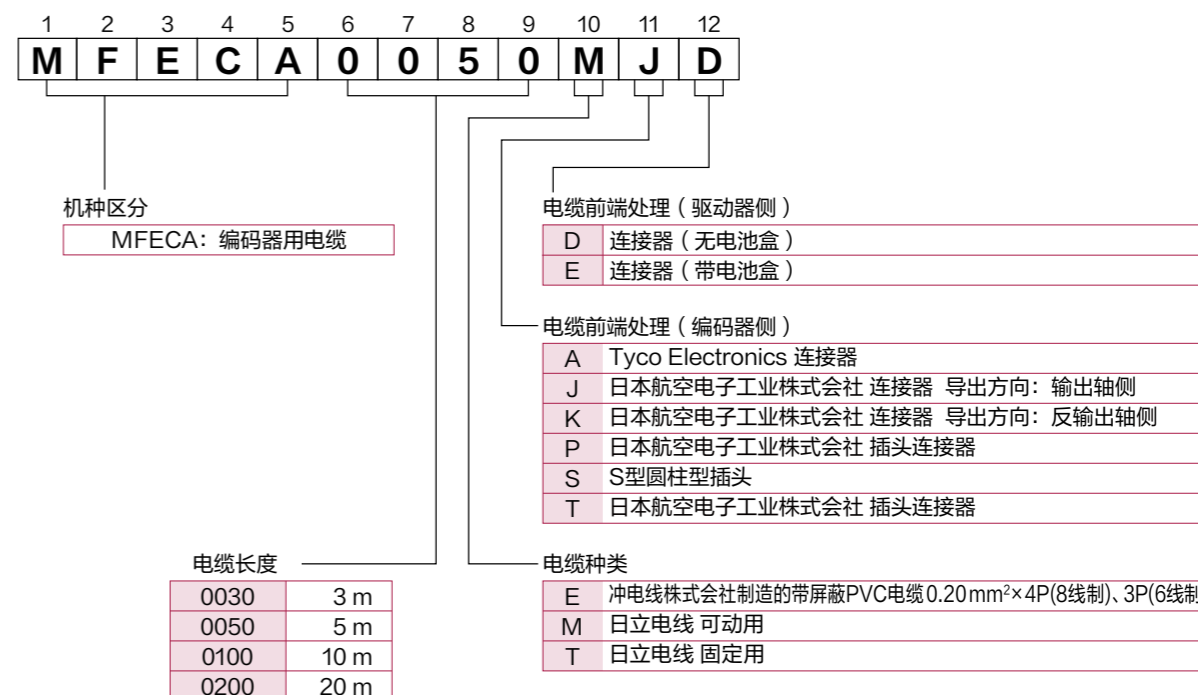 1 2 3 4 5 6 7 8 9 10 11 12
M F E C A 0 0 5 0 M J D
机种区分
MFECA：编码器用电缆
电缆前端处理（驱动器侧）
D 连接器（无电池盒）
E 连接器（带电池盒）
电缆前端处理（编码器侧）
A Tyco Electronics 连接器
J 日本航空电子工业株式会社 连接器 导出方向：输出轴侧
K 日本航空电子工业株式会社 连接器 导出方向：反输出轴侧
P 日本航空电子工业株式会社 插头连接器
S S型圆柱型插头
T 日本航空电子工业株式会社 插头连接器
电缆长度
0030 3 m
0050 5 m
0100 10 m
0200 20 m
电缆种类
E 冲电线株式会社制造的带屏蔽PVC电缆0.20mm²×4P(8线制)、3P(6线制
M 日立电线 可动用
T 日立电线 固定用